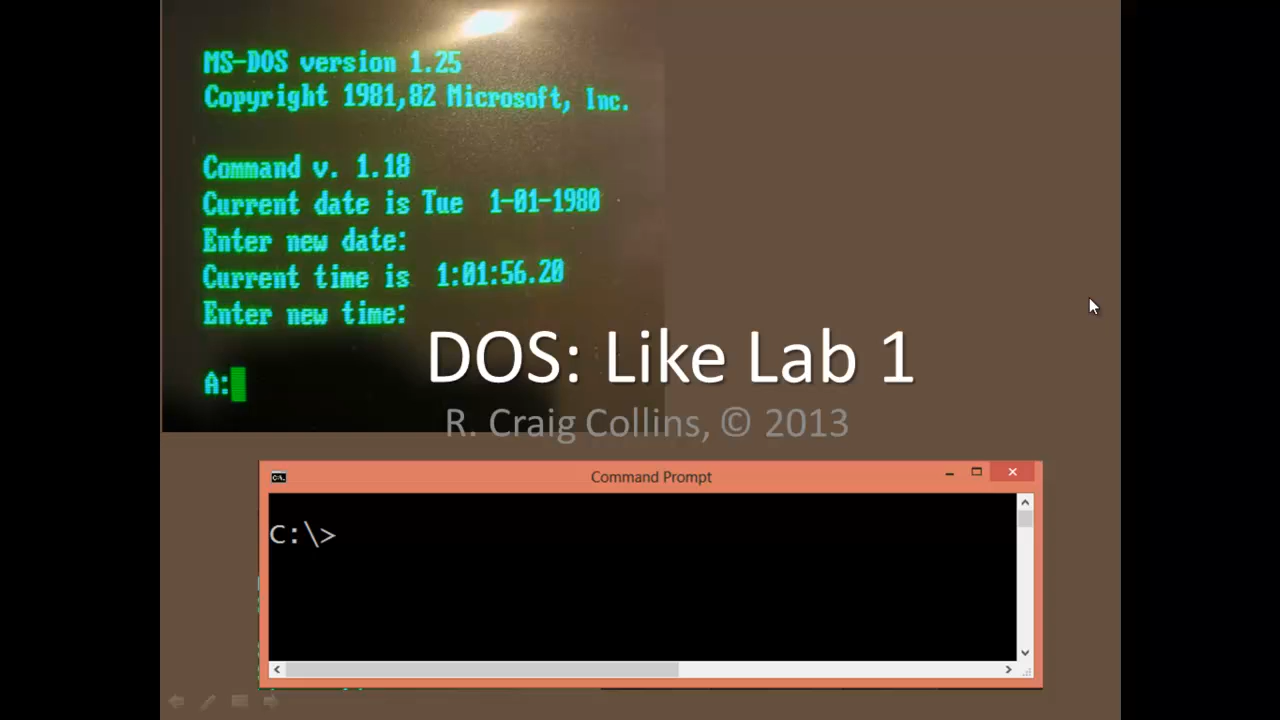 MS-DOS version 1.25
Copyright 1981,82 Microsoft, Inc.
Command v. 1.18
Current date is Tue 1-01-1980
Enter new date:
Current time is 1:01:56.20
Enter new time:
A:
DOS: Like Lab 1
R. Craig Collins, © 2013
C:\.
Command Prompt
C:\>